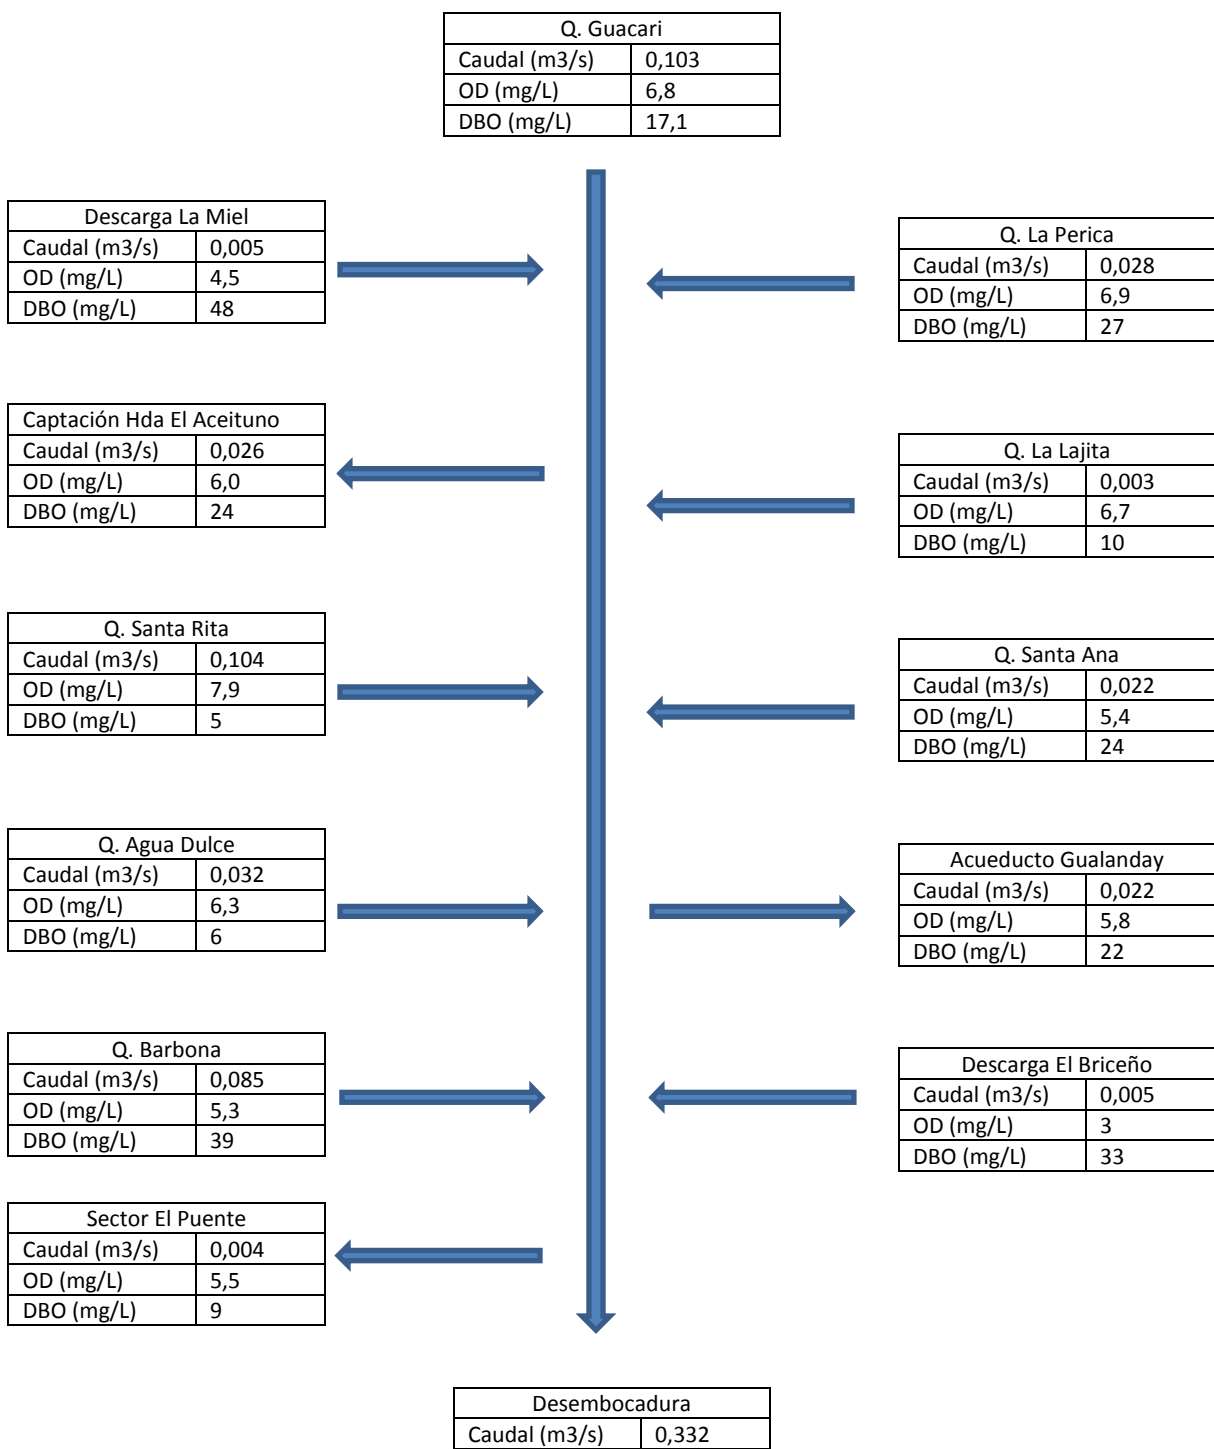 Q. Guacari
Caudal (m3/s) 0,103
OD (mg/L) 6,8
DBO (mg/L) 17,1
Descarga La Miel
Caudal (m3/s) 0,005
OD (mg/L) 4,5
DBO (mg/L) 48
Q. La Perica
Caudal (m3/s) 0,028
OD (mg/L) 6,9
DBO (mg/L) 27
Captación Hda El Aceituno
Caudal (m3/s) 0,026
OD (mg/L) 6,0
DBO (mg/L) 24
Q. La Lajita
Caudal (m3/s) 0,003
OD (mg/L) 6,7
DBO (mg/L) 10
Q. Santa Rita
Caudal (m3/s) 0,104
OD (mg/L) 7,9
DBO (mg/L) 5
Q. Santa Ana
Caudal (m3/s) 0,022
OD (mg/L) 5,4
DBO (mg/L) 24
Q. Agua Dulce
Caudal (m3/s) 0,032
OD (mg/L) 6,3
DBO (mg/L) 6
Acueducto Gualanday
Caudal (m3/s) 0,022
OD (mg/L) 5,8
DBO (mg/L) 22
Q. Barbona
Caudal (m3/s) 0,085
OD (mg/L) 5,3
DBO (mg/L) 39
Descarga El Briceño
Caudal (m3/s) 0,005
OD (mg/L) 3
DBO (mg/L) 33
Sector El Puente
Caudal (m3/s) 0,004
OD (mg/L) 5,5
DBO (mg/L) 9
Desembocadura
Caudal (m3/s) 0,332